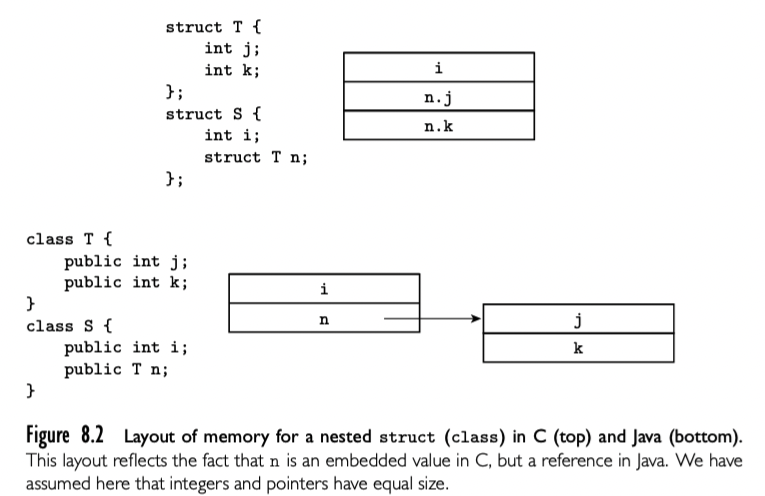 struct T {
    int j;
    int k;
};
struct S {
    int i;
    struct T n;
};
i
n.j
n.k
class T {
    public int j;
    public int k;
}
class S {
    public int i;
    public T n;
}
i
n
j
k
Figure 8.2 Layout of memory for a nested struct (class) in C (top) and Java (bottom).
This layout reflects the fact that n is an embedded value in C, but a reference in Java. We have
assumed here that integers and pointers have equal size.